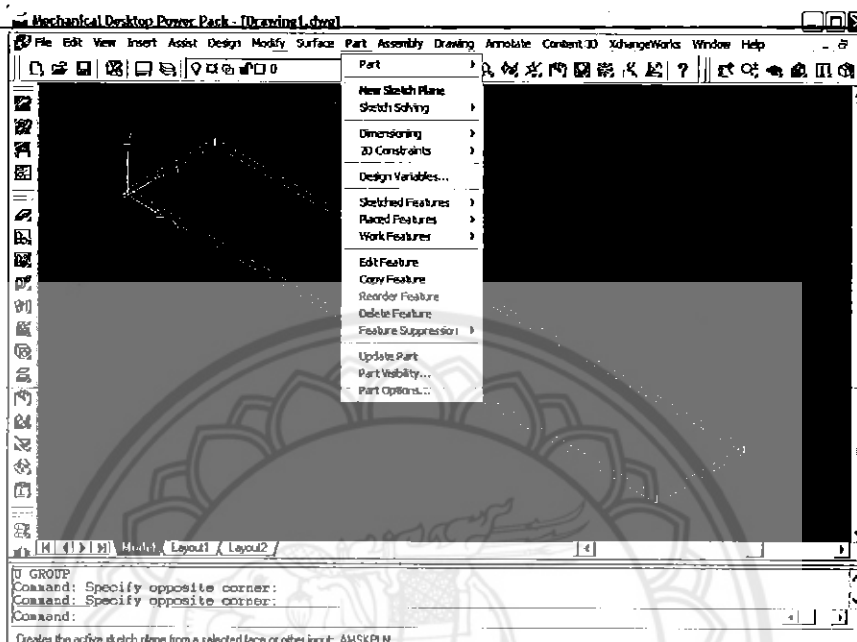 Mechanical Desktop Power Pack - [Drawing1.dwg]
File Edit View Insert Assist Design Modify Surface Part Assembly Drawing Annotate Content 3D XchangeWorks Window Help
0
Part
New Sketch Plane
Sketch Solving
Dimensioning
2D Constraints
Design Variables...
Sketched Features
Placed Features
Work Features
Edit Feature
Copy Feature
Reorder Feature
Delete Feature
Feature Suppression
Update Part
Part Visibility...
Part Options...
Model Layout1 Layout2
U GROUP
Command: Specify opposite corner:
Command: Specify opposite corner:
Command:
Creates the active sketch plane from a selected face or other input: AMSKPLN